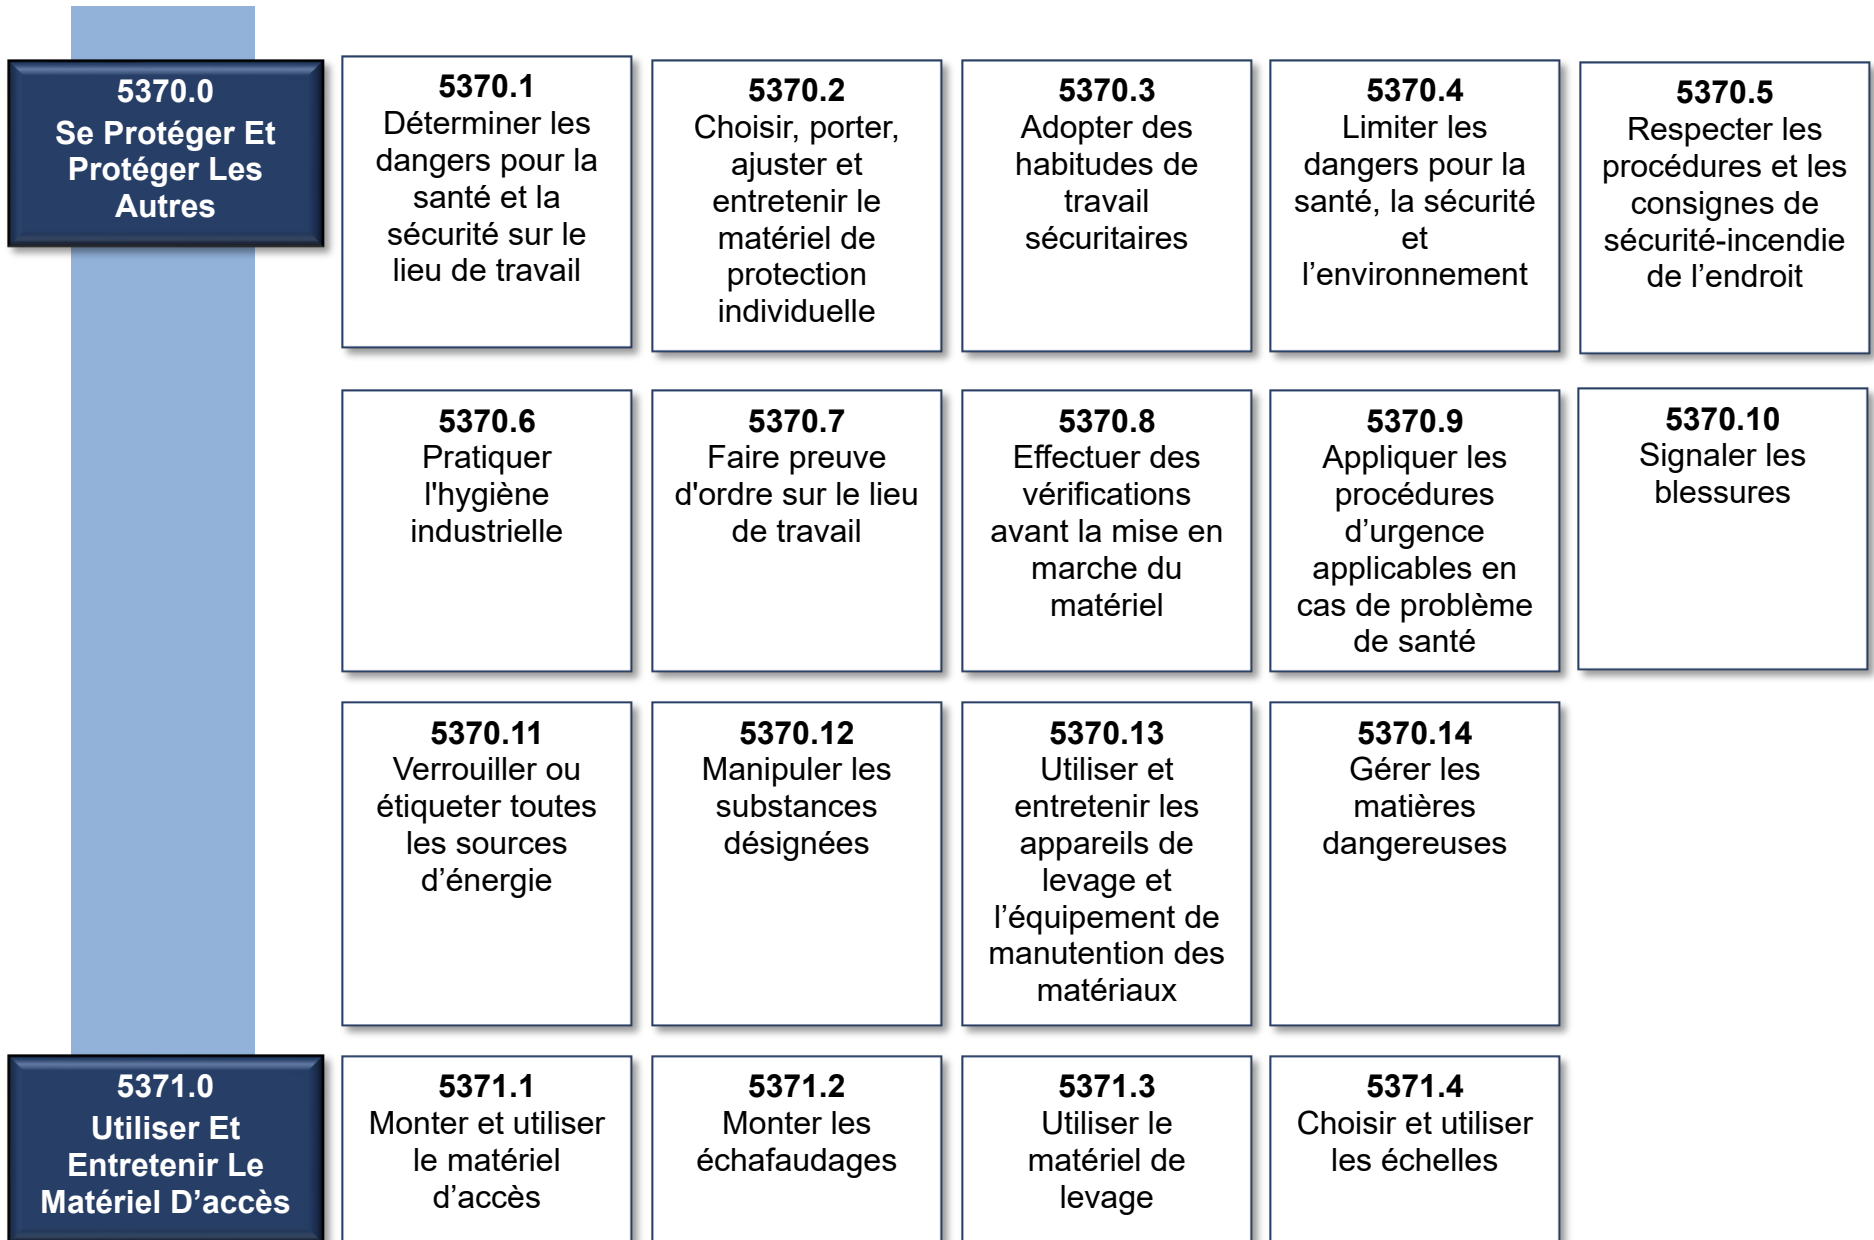 5370.0
Se Protéger Et
Protéger Les
Autres
5370.1
Déterminer les
dangers pour la
santé et la
sécurité sur le
lieu de travail
5370.2
Choisir, porter,
ajuster et
entretenir le
matériel de
protection
individuelle
5370.3
Adopter des
habitudes de
travail
sécuritaires
5370.4
Limiter les
dangers pour la
santé, la sécurité
et
l’environnement
5370.5
Respecter les
procédures et les
consignes de
sécurité-incendie
de l’endroit
5370.6
Pratiquer
l'hygiène
industrielle
5370.7
Faire preuve
d'ordre sur le lieu
de travail
5370.8
Effectuer des
vérifications
avant la mise en
marche du
matériel
5370.9
Appliquer les
procédures
d’urgence
applicables en
cas de problème
de santé
5370.10
Signaler les
blessures
5370.11
Verrouiller ou
étiqueter toutes
les sources
d’énergie
5370.12
Manipuler les
substances
désignées
5370.13
Utiliser et
entretenir les
appareils de
levage et
l’équipement de
manutention des
matériaux
5370.14
Gérer les
matières
dangereuses
5371.0
Utiliser Et
Entretenir Le
Matériel D’accès
5371.1
Monter et utiliser
le matériel
d’accès
5371.2
Monter les
échafaudages
5371.3
Utiliser le
matériel de
levage
5371.4
Choisir et utiliser
les échelles